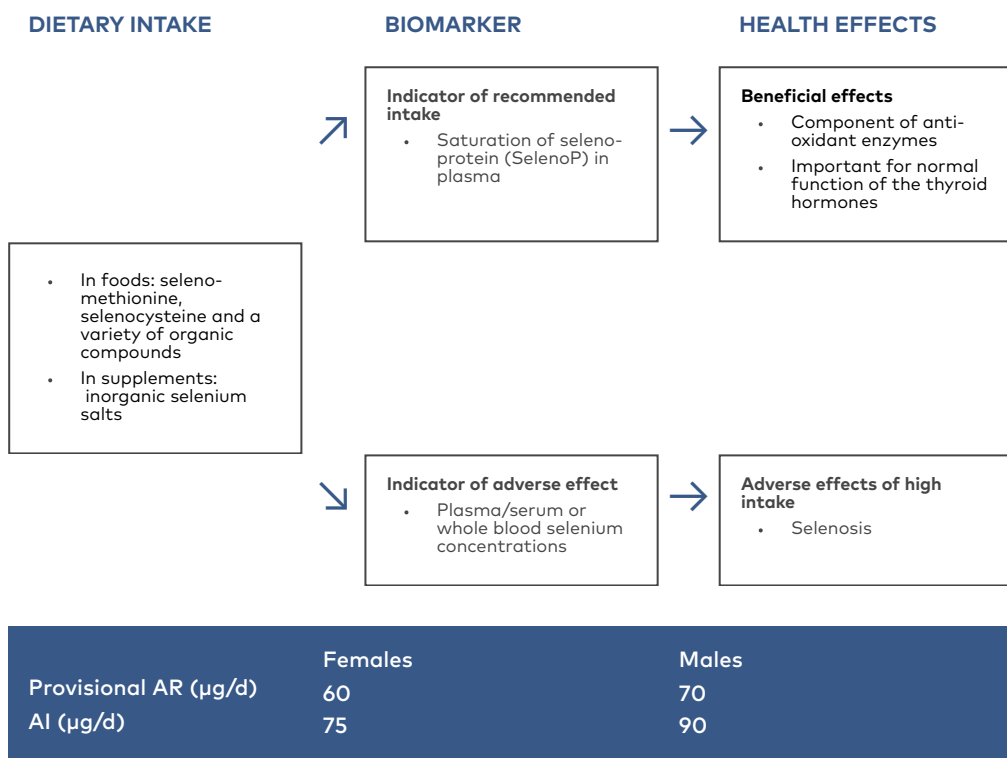 DIETARY INTAKE
BIOMARKER
HEALTH EFFECTS
In foods: seleno-
methionine,
selenocysteine and a
variety of organic
compounds
In supplements:
inorganic selenium
salts
Indicator of recommended
intake
Saturation of seleno-
protein (SelenoP) in
plasma
Beneficial effects
Component of anti-
oxidant enzymes
Important for normal
function of the thyroid
hormones
Indicator of adverse effect
Plasma/serum or
whole blood selenium
concentrations
Adverse effects of high
intake
Selenosis
Females Males
Provisional AR (µg/d) 60 70
AI (µg/d) 75 90